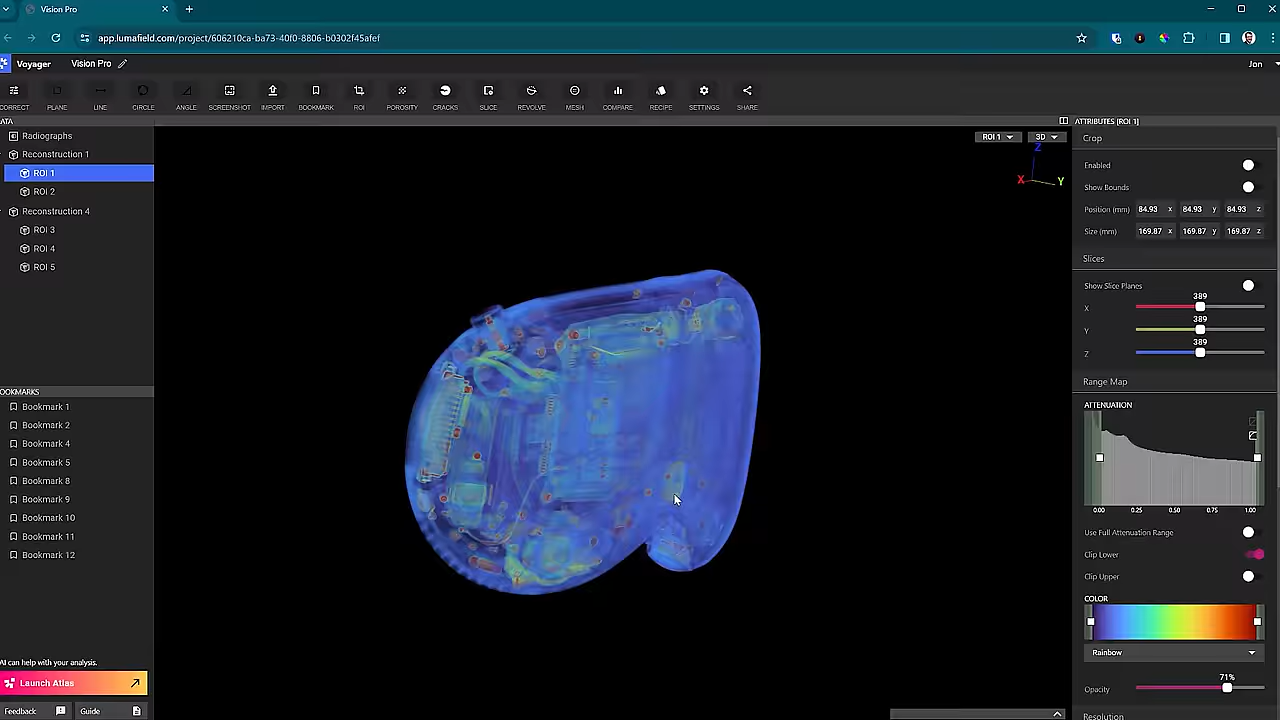 Vision Pro
app.lumafield.com/project/606210ca-ba73-40f0-8806-b0302f45afef
Voyager
Vision Pro
Jon
CORRECT PLANE LINE CIRCLE ANGLE SCREENSHOT IMPORT BOOKMARK ROI POROSITY CRACKS SLICE REVOLVE MESH COMPARE RECIPE SETTINGS SHARE
ATA
Radiographs
Reconstruction 1
ROI 1
ROI 2
Reconstruction 4
ROI 3
ROI 4
ROI 5
OOKMARKS
Bookmark 1
Bookmark 2
Bookmark 4
Bookmark 5
Bookmark 8
Bookmark 9
Bookmark 10
Bookmark 11
Bookmark 12
AI can help with your analysis.
Launch Atlas
Feedback
Guide
ROI 1
3D
Z
X
Y
ATTRIBUTES [ROI 1]
Crop
Enabled
Show Bounds
Position (mm) 84.93 x 84.93 y 84.93 z
Size (mm) 169.87 x 169.87 y 169.87 z
Slices
Show Slice Planes
389
X
389
Y
389
Z
Range Map
ATTENUATION
0.00 0.25 0.50 0.75 1.00
Use Full Attenuation Range
Clip Lower
Clip Upper
COLOR
Rainbow
71%
Opacity
Resolution